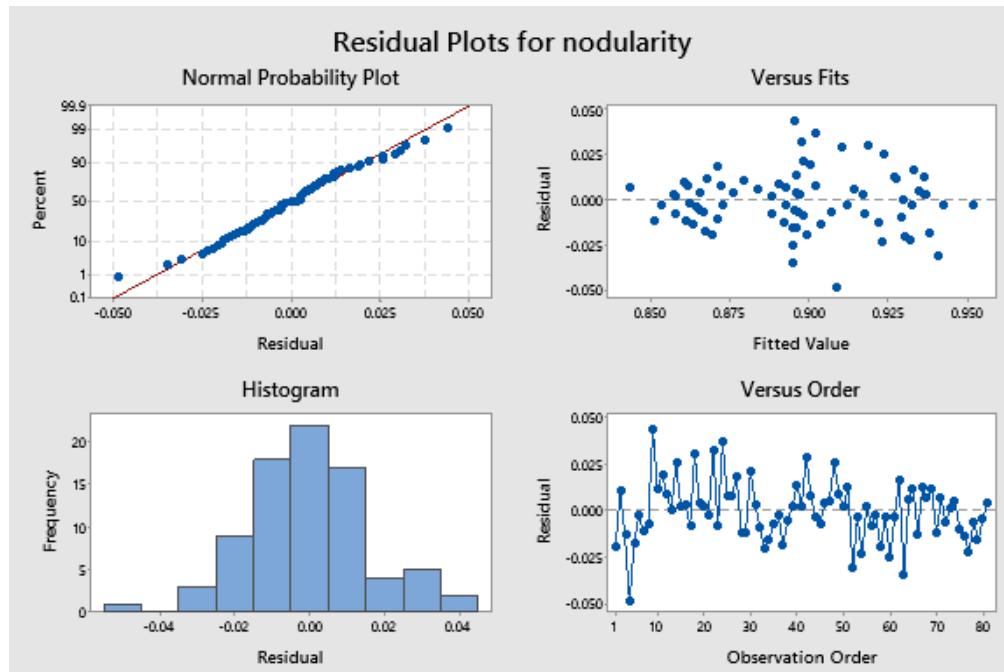 Residual Plots for nodularity
Normal Probability Plot
99.9
99
90
50
10
1
0.1
Percent
-0.050 -0.025 0.000 0.025 0.050
Residual
Versus Fits
0.050
0.025
0.000
-0.025
-0.050
Residual
0.850 0.875 0.900 0.925 0.950
Fitted Value
Histogram
20
15
10
5
0
Frequency
-0.04 -0.02 0.00 0.02 0.04
Residual
Versus Order
0.050
0.025
0.000
-0.025
-0.050
Residual
1 10 20 30 40 50 60 70 80
Observation Order